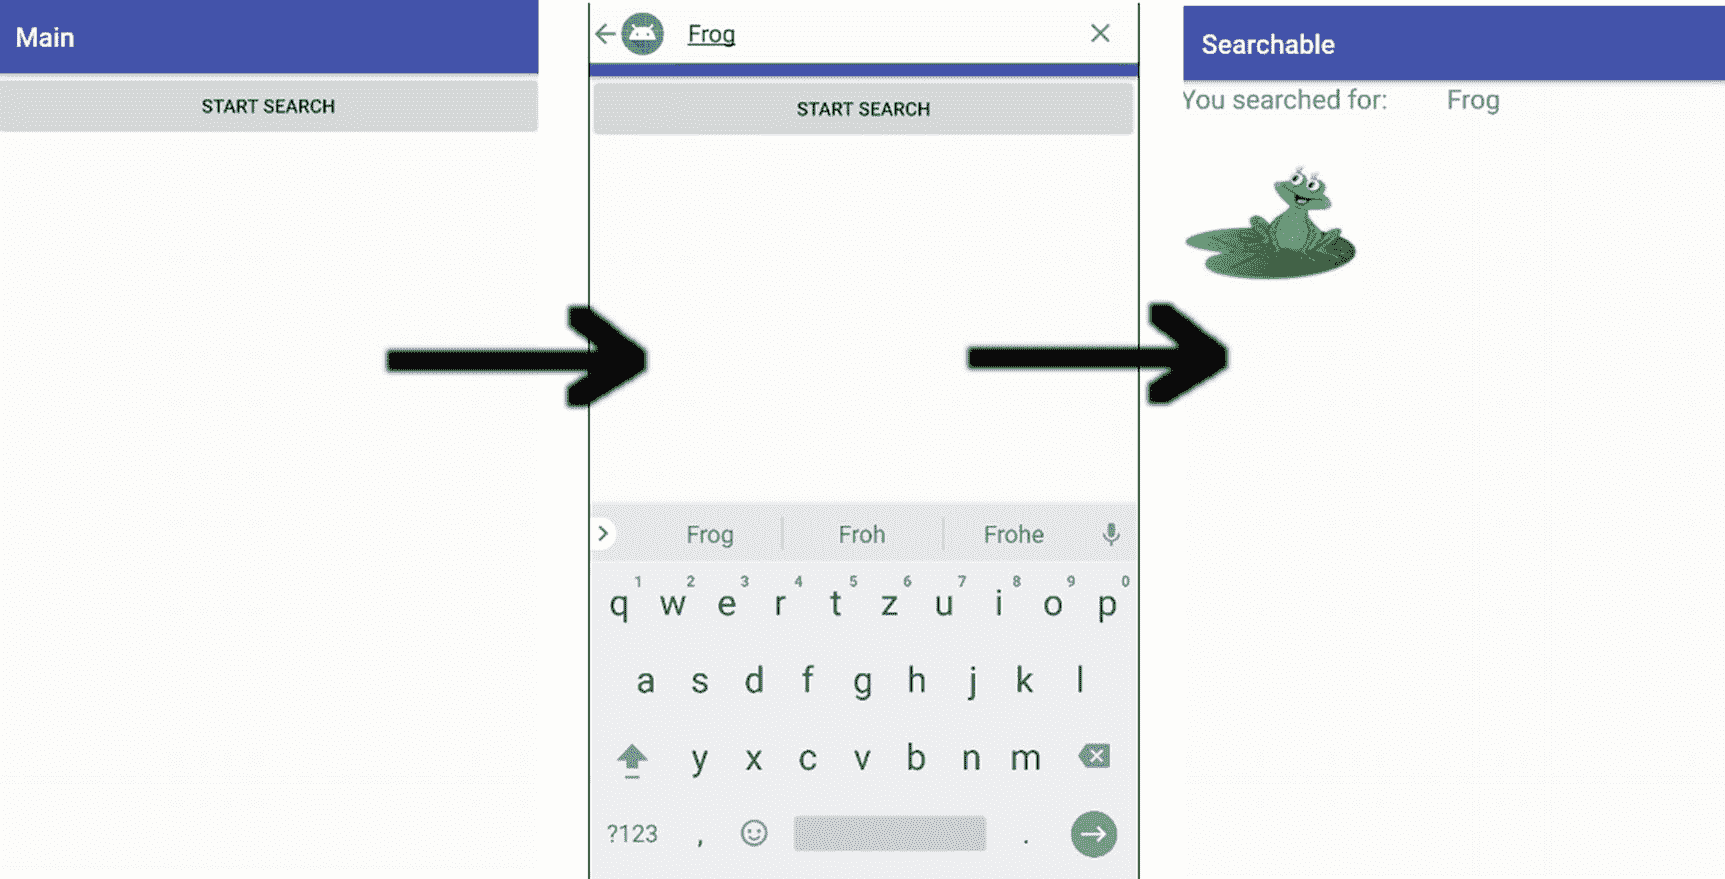 Main
START SEARCH
Frog
START SEARCH
Frog Froh Frohe
1 2 3 4 5 6 7 8 9 0
q w e r t z u i o p
a s d f g h j k l
y x c v b n m
?123 , .
Searchable
You searched for: Frog